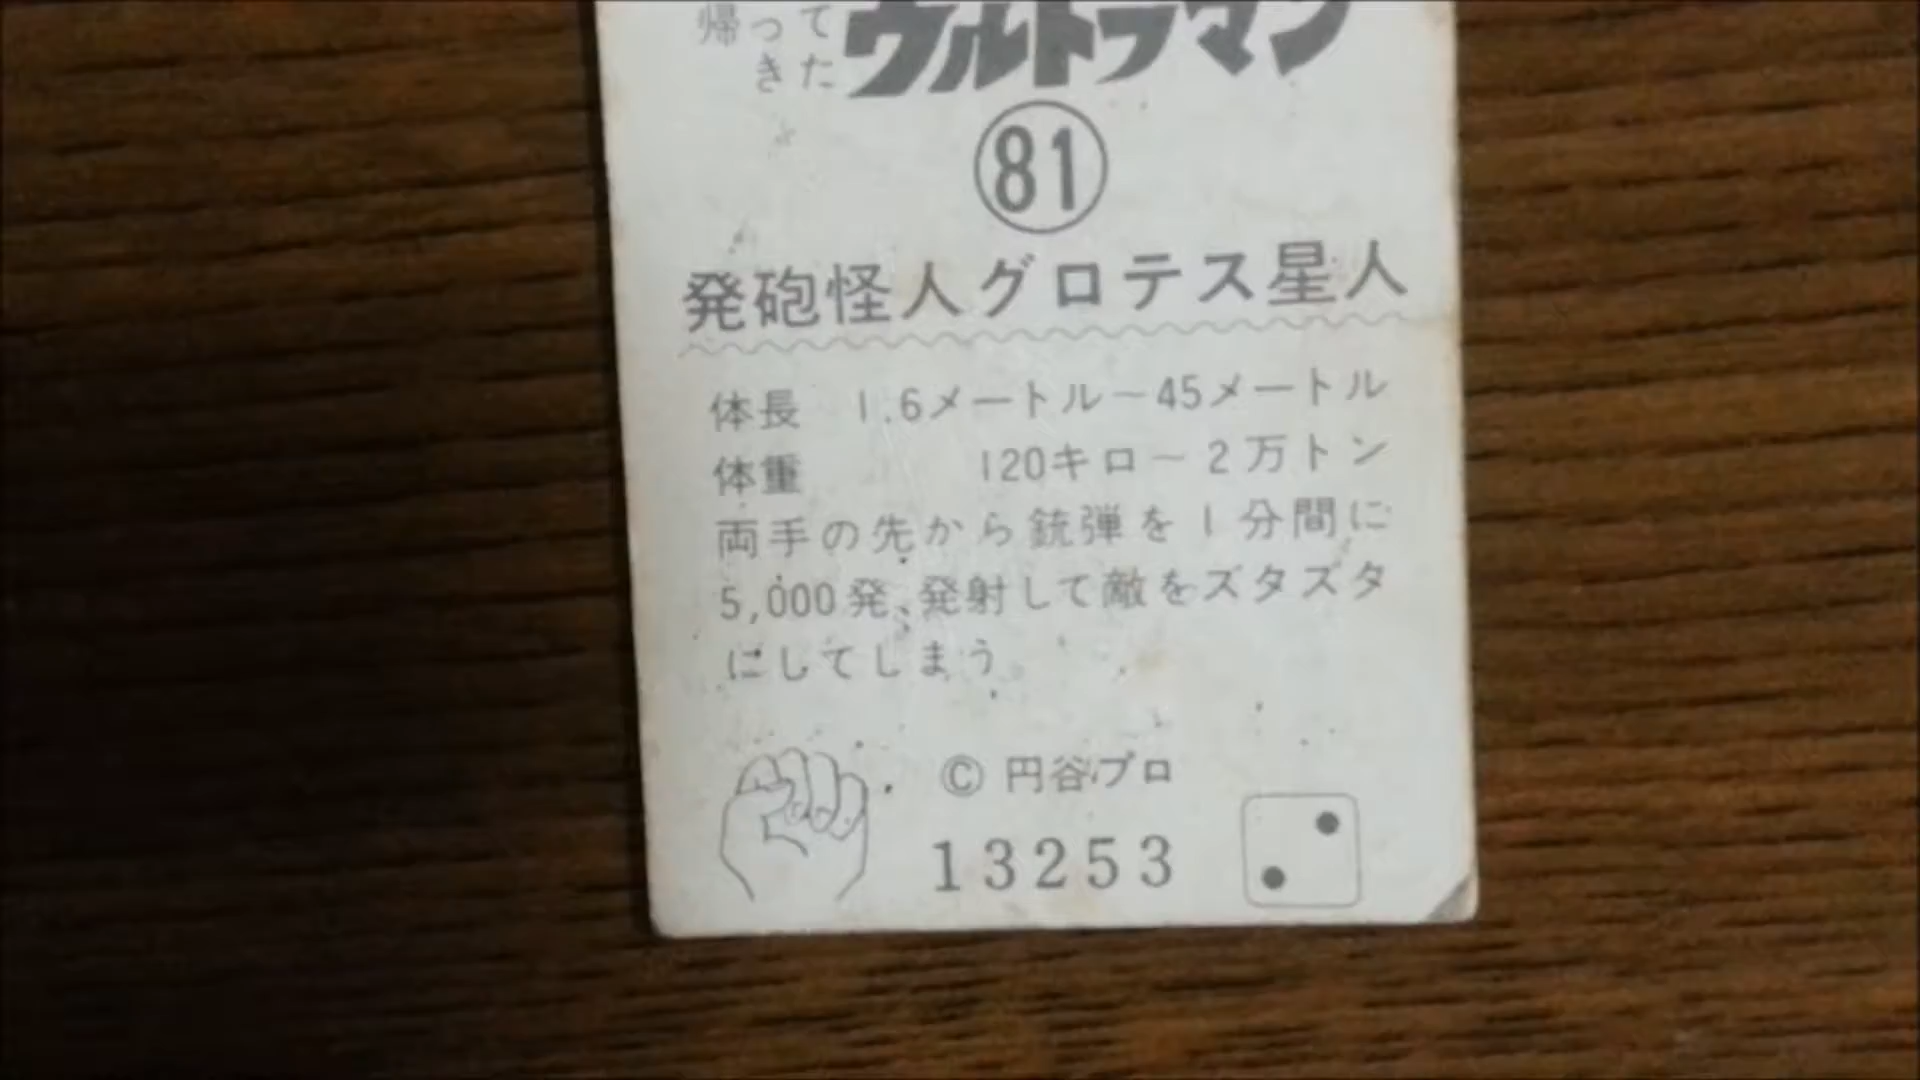 帰ってきた ウルトラマン
81
発砲怪人グロテス星人
体長 1.6メートル〜45メートル
体重 120キロ〜2万トン
両手の先から銃弾を1分間に
5,000発、発射して敵をズタズタ
にしてしまう。
© 円谷プロ
13253